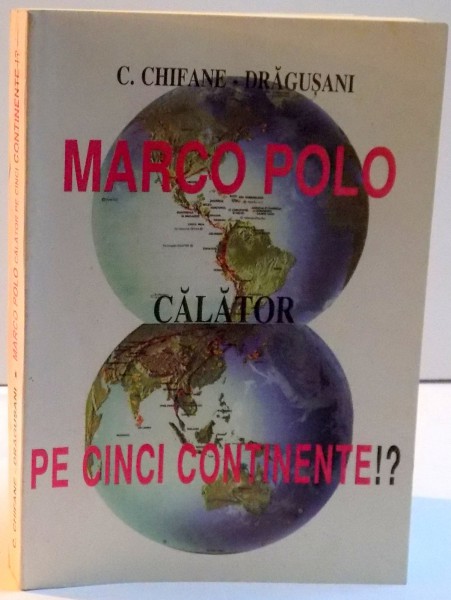 C. CHIFANE - DRĂGUȘANI
MARCO POLO
CĂLĂTOR
PE CINCI CONTINENTE!?
C. CHIFANE - DRĂGUȘANI - MARCO POLO CĂLĂTOR PE CINCI CONTINENTE!?